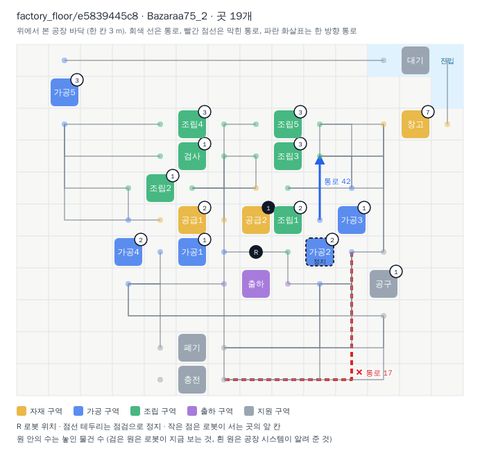 factory_floor/e5839445c8 · Bazaraa75_2 · 곳 19개
위에서 본 공장 바닥 (한 칸 3 m). 회색 선은 통로, 빨간 점선은 막힌 통로, 파란 화살표는 한 방향 통로
대기
진입
3
가공5
3
조립4
3
조립5
7
창고
1
검사
1
조립3
통로 42
1
조립2
2
공급1
1
공급2
2
조립1
1
가공3
2
가공4
1
가공1
R
2
가공2
정지
출하
1
공구
폐기
충전
✖ 통로 17
자재 구역
가공 구역
조립 구역
출하 구역
지원 구역
R 로봇 위치 · 점선 테두리는 점검으로 정지 · 작은 점은 로봇이 서는 곳의 앞 칸
원 안의 수는 놓인 물건 수 (검은 원은 로봇이 지금 보는 것, 흰 원은 공장 시스템이 알려 준 것)